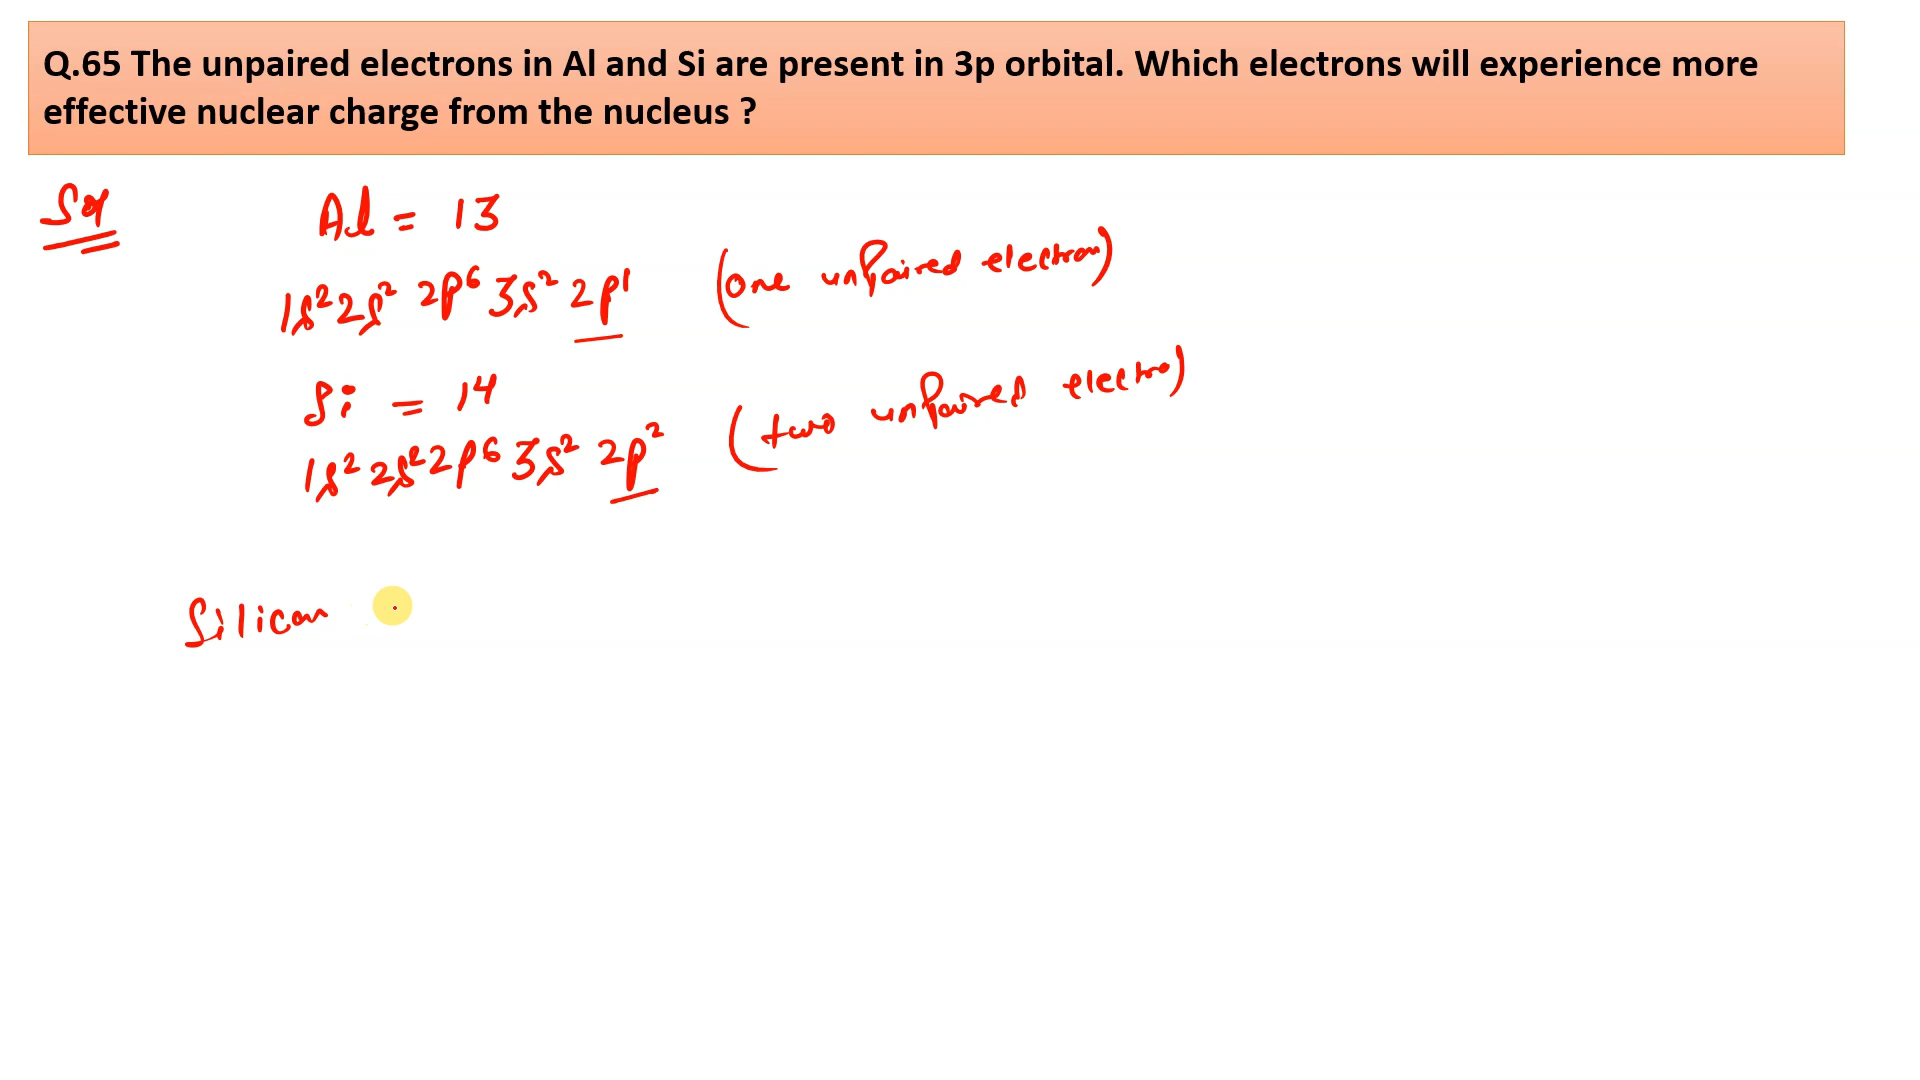 Q.65 The unpaired electrons in Al and Si are present in 3p orbital. Which electrons will experience more
effective nuclear charge from the nucleus ?
Sol
Al = 13
1s² 2s² 2p⁶ 3s² 2p¹ (one unpaired electron)
Si = 14
1s² 2s² 2p⁶ 3s² 2p² (two unpaired electro)
Silicon